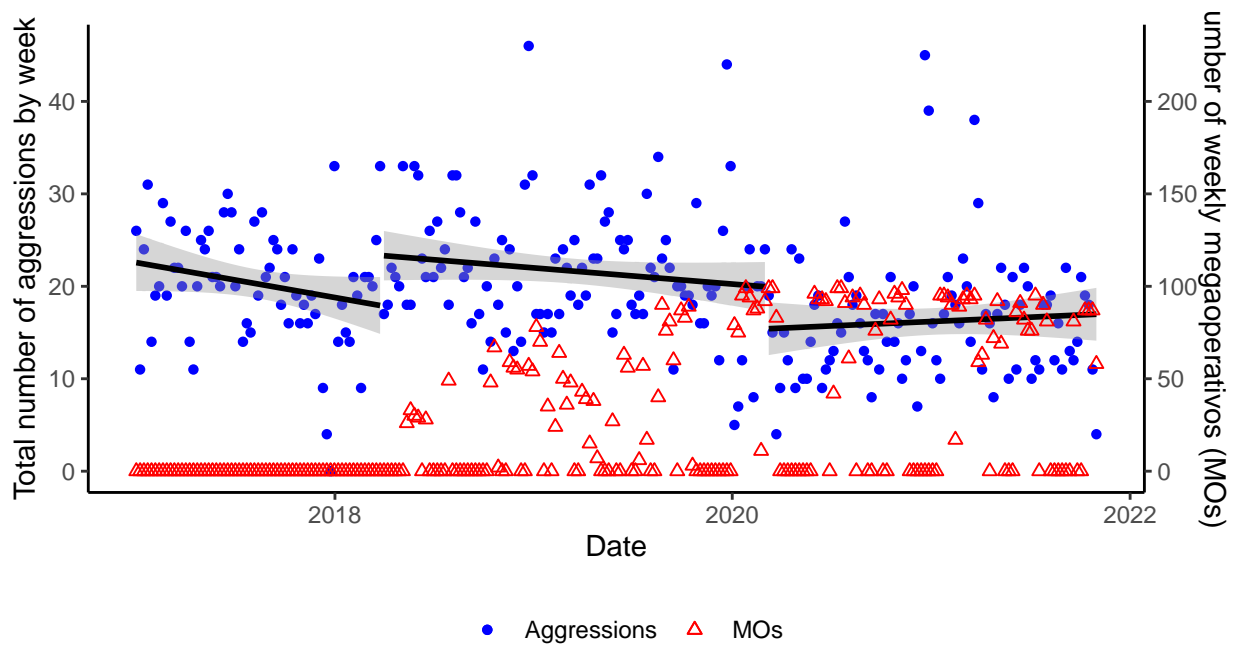 Total number of aggressions by week
40
30
20
10
0
200
150
100
50
0
umber of weekly megaoperativos (MOs)
2018
2020
2022
Date
Aggressions
MOs